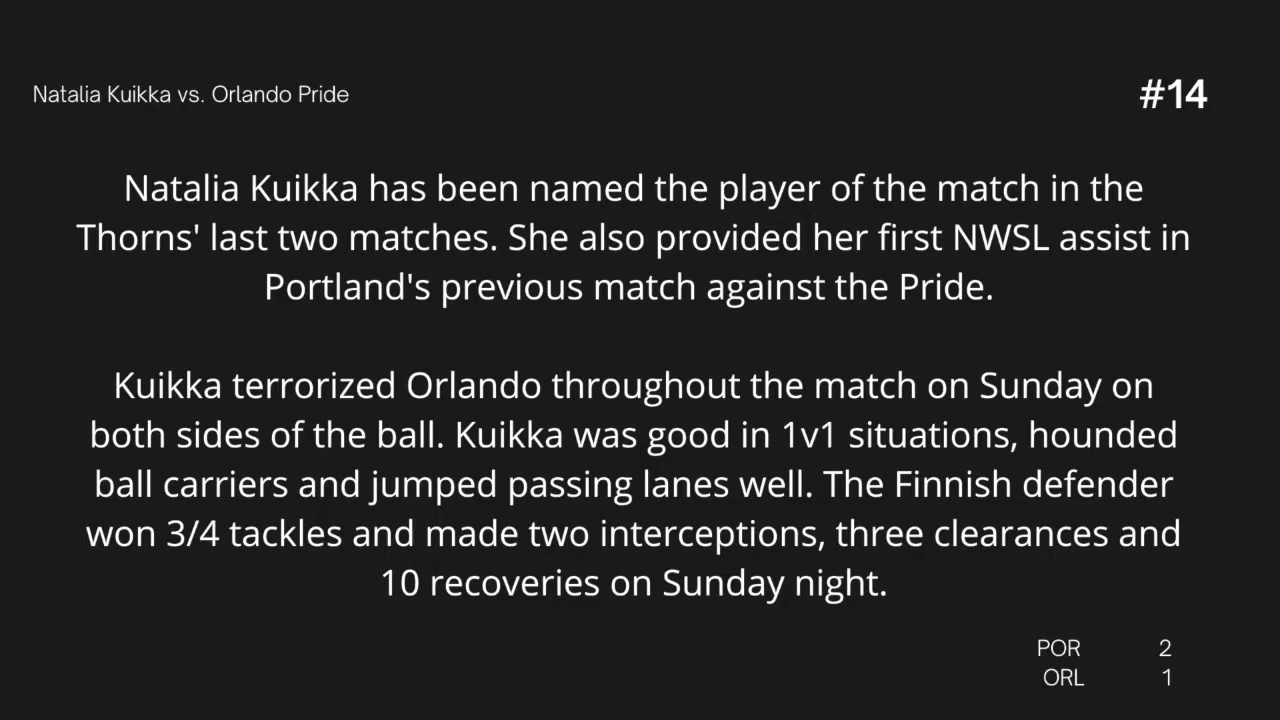 Natalia Kuikka vs. Orlando Pride
#14
Natalia Kuikka has been named the player of the match in the
Thorns' last two matches. She also provided her first NWSL assist in
Portland's previous match against the Pride.
Kuikka terrorized Orlando throughout the match on Sunday on
both sides of the ball. Kuikka was good in 1v1 situations, hounded
ball carriers and jumped passing lanes well. The Finnish defender
won 3/4 tackles and made two interceptions, three clearances and
10 recoveries on Sunday night.
POR 2
ORL 1